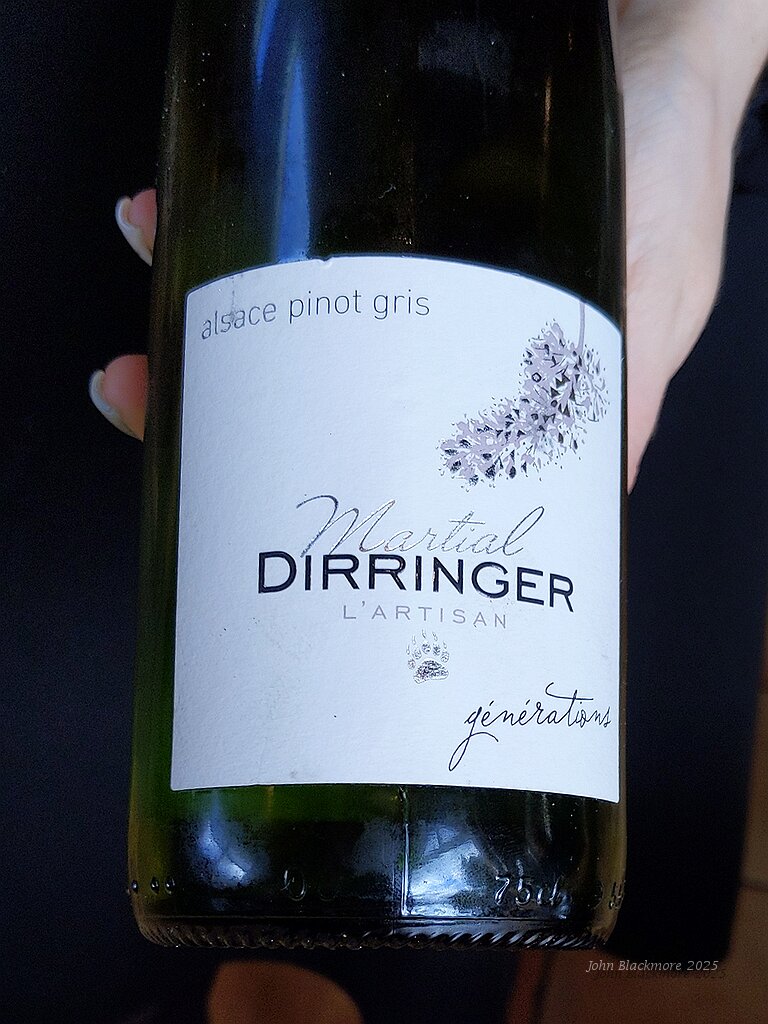 alsace pinot gris
Martial
DIRRINGER
L'ARTISAN
générations
75cl
John Blackmore 2025